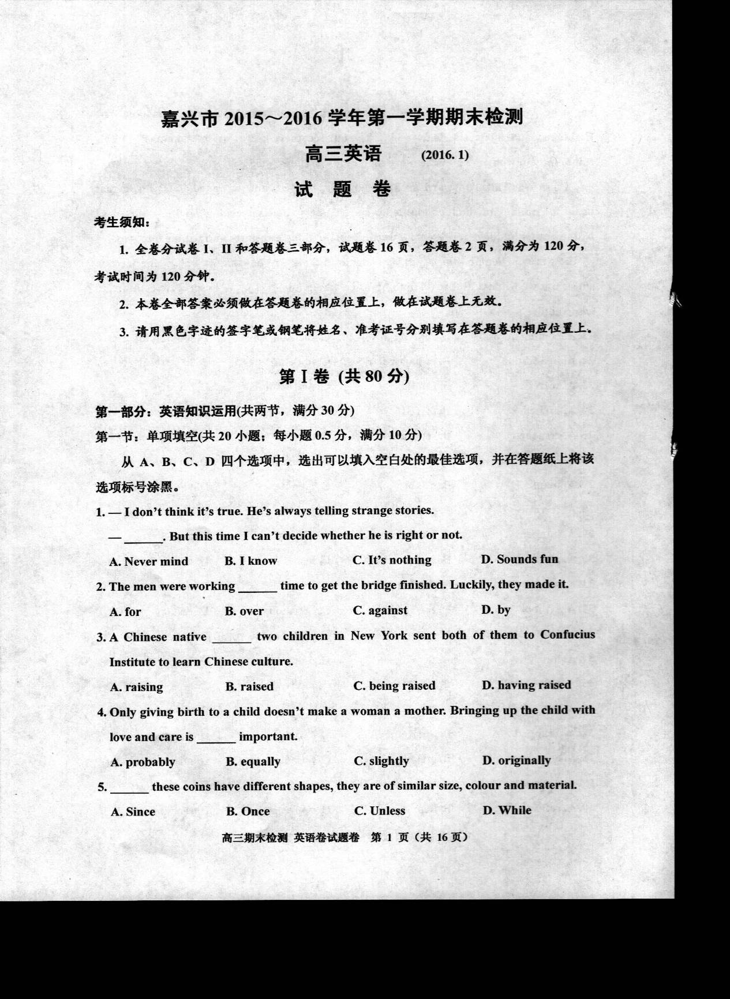 嘉兴市 2015～2016 学年第一学期期末检测
高三英语 (2016. 1)
试 题 卷
考生须知：
1. 全卷分试卷 I、II 和答题卷三部分，试题卷 16 页，答题卷 2 页，满分为 120 分，
考试时间为 120 分钟。
2. 本卷全部答案必须做在答题卷的相应位置上，做在试题卷上无效。
3. 请用黑色字迹的签字笔或钢笔将姓名、准考证号分别填写在答题卷的相应位置上。
第 I 卷 (共 80 分)
第一部分：英语知识运用(共两节，满分 30 分)
第一节：单项填空(共 20 小题；每小题 0.5 分，满分 10 分)
从 A、B、C、D 四个选项中，选出可以填入空白处的最佳选项，并在答题纸上将该
选项标号涂黑。
1. — I don't think it's true. He's always telling strange stories.
— ______. But this time I can't decide whether he is right or not.
A. Never mind B. I know C. It's nothing D. Sounds fun
2. The men were working ______ time to get the bridge finished. Luckily, they made it.
A. for B. over C. against D. by
3. A Chinese native ______ two children in New York sent both of them to Confucius
Institute to learn Chinese culture.
A. raising B. raised C. being raised D. having raised
4. Only giving birth to a child doesn't make a woman a mother. Bringing up the child with
love and care is ______ important.
A. probably B. equally C. slightly D. originally
5. ______ these coins have different shapes, they are of similar size, colour and material.
A. Since B. Once C. Unless D. While
高三期末检测 英语卷试题卷 第 1 页（共 16 页）